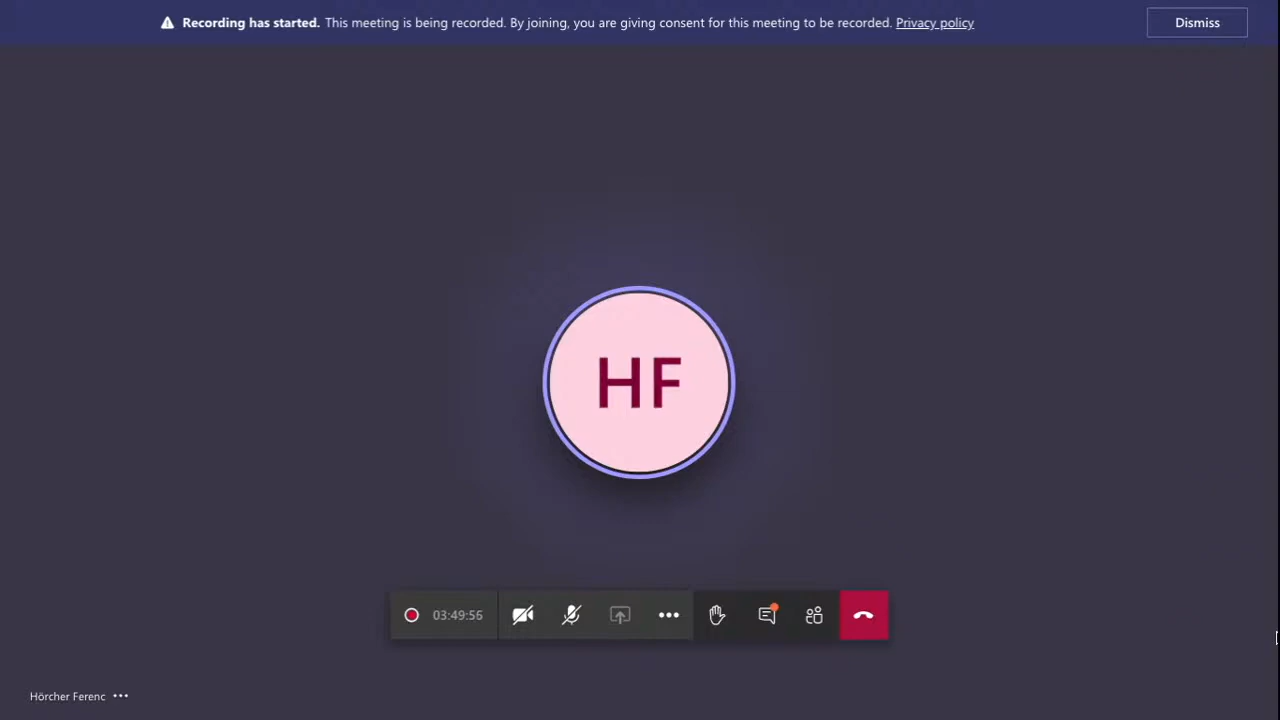 Recording has started. This meeting is being recorded. By joining, you are giving consent for this meeting to be recorded. Privacy policy
Dismiss
HF
03:49:56
Hörcher Ferenc